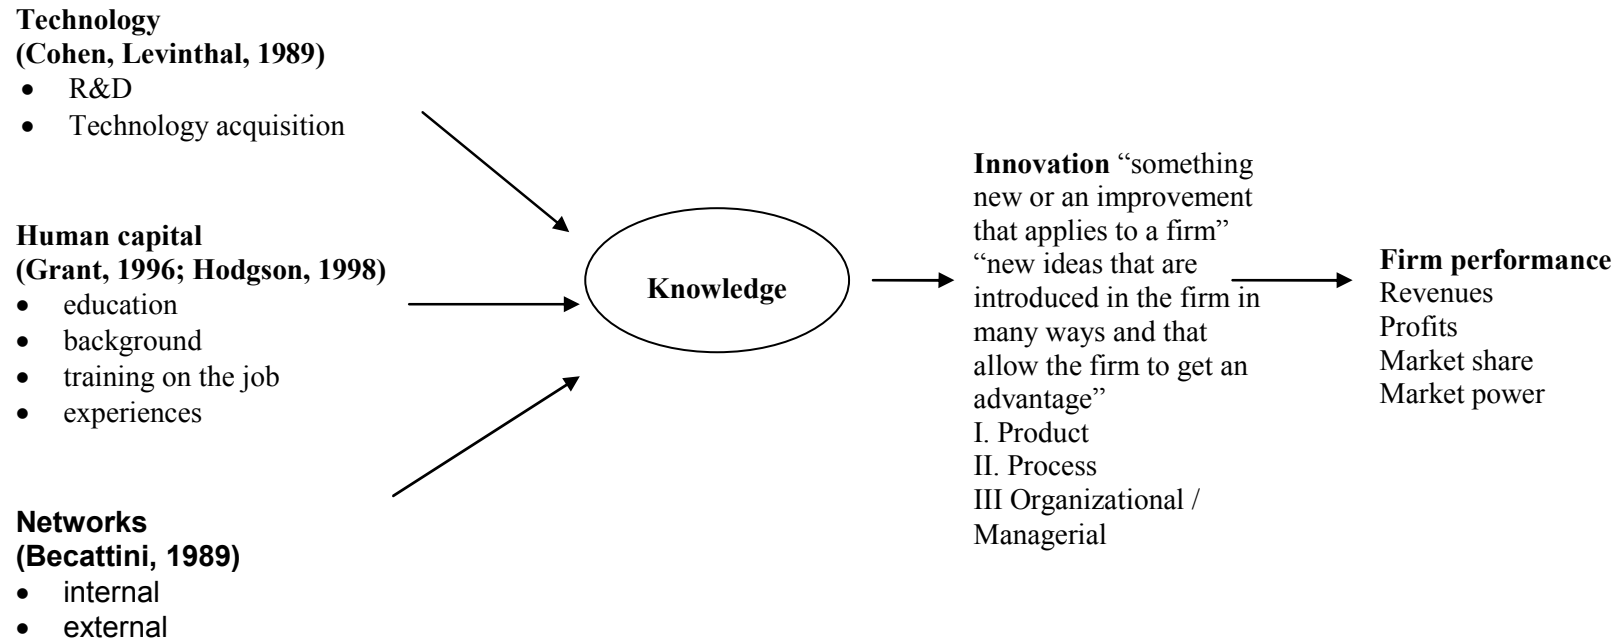 Technology
(Cohen, Levinthal, 1989)
• R&D
• Technology acquisition
Human capital
(Grant, 1996; Hodgson, 1998)
• education
• background
• training on the job
• experiences
Networks
(Becattini, 1989)
• internal
• external
Knowledge
Innovation “something
new or an improvement
that applies to a firm”
“new ideas that are
introduced in the firm in
many ways and that
allow the firm to get an
advantage”
I. Product
II. Process
III Organizational /
Managerial
Firm performance
Revenues
Profits
Market share
Market power